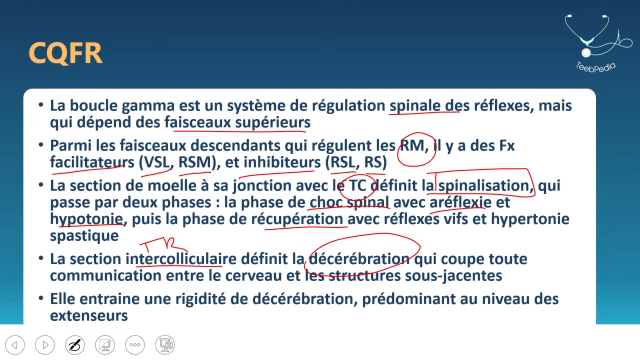 CQFR
TeebPedia
• La boucle gamma est un système de régulation spinale des réflexes, mais
qui dépend des faisceaux supérieurs
• Parmi les faisceaux descendants qui régulent les RM, il y a des Fx
facilitateurs (VSL, RSM), et inhibiteurs (RSL, RS)
• La section de moelle à sa jonction avec le TC définit la spinalisation, qui
passe par deux phases : la phase de choc spinal avec aréflexie et
hypotonie, puis la phase de récupération avec réflexes vifs et hypertonie
spastique
• La section intercolliculaire définit la décérébration qui coupe toute
communication entre le cerveau et les structures sous-jacentes
• Elle entraine une rigidité de décérébration, prédominant au niveau des
extenseurs